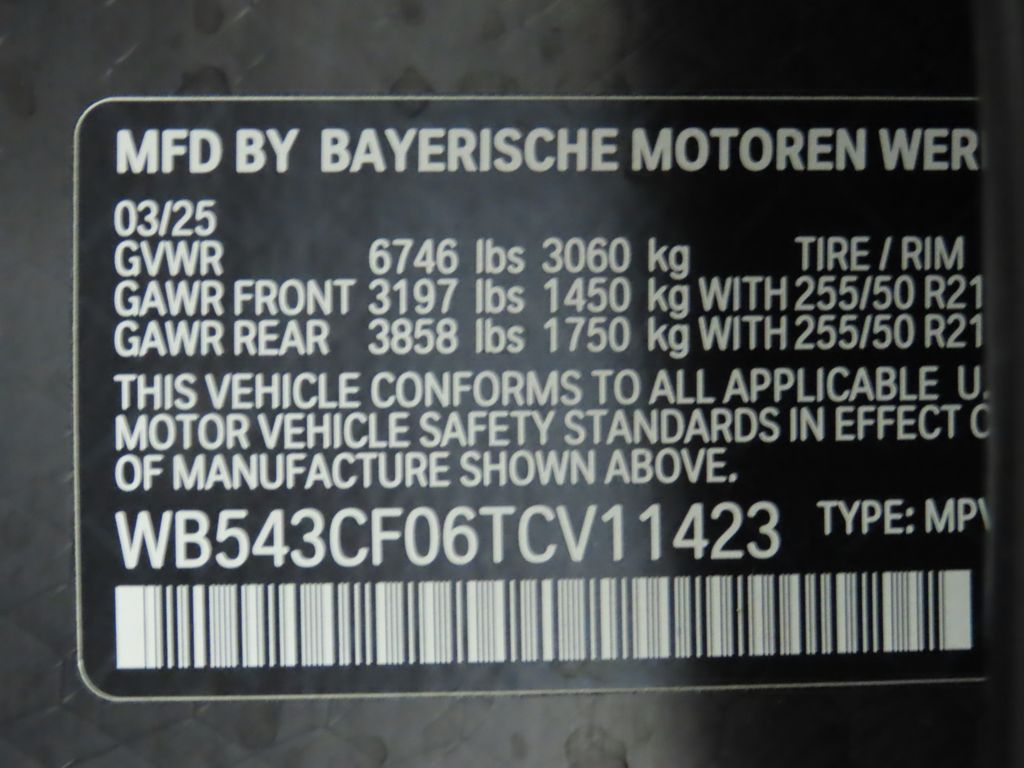 MFD BY BAYERISCHE MOTOREN WER
03/25
GVWR 6746 lbs 3060 kg TIRE / RIM
GAWR FRONT 3197 lbs 1450 kg WITH 255/50 R21
GAWR REAR 3858 lbs 1750 kg WITH 255/50 R21
THIS VEHICLE CONFORMS TO ALL APPLICABLE U.
MOTOR VEHICLE SAFETY STANDARDS IN EFFECT
OF MANUFACTURE SHOWN ABOVE.
WB543CF06TCV11423 TYPE: MPV